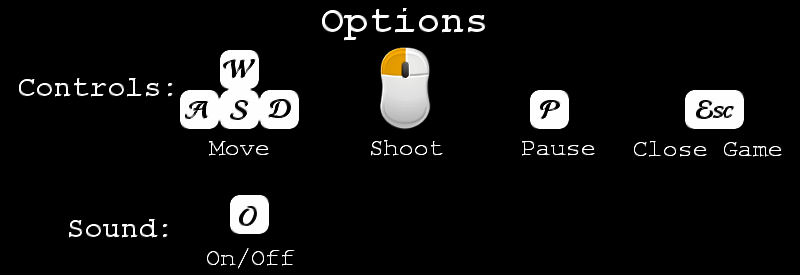 Options
Controls:
W
A S D
P
Esc
Move
Shoot
Pause
Close Game
Sound:
O
On/Off